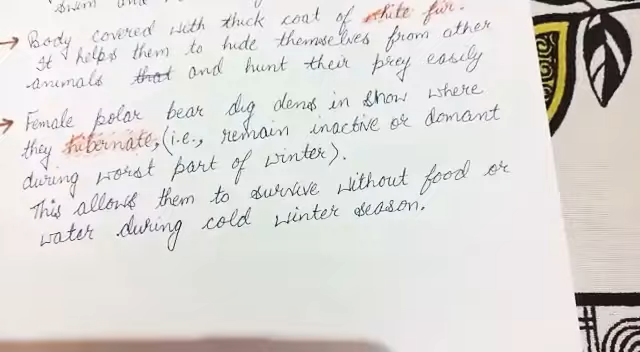 swim and
→ Body covered with thick coat of white fur.
It helps them to hide themselves from other
animals that and hunt their prey easily
→ Female polar bear dig dens in snow where
they hibernate, (i.e., remain inactive or domant
during worst part of winter).
This allows them to survive without food or
water during cold winter season.